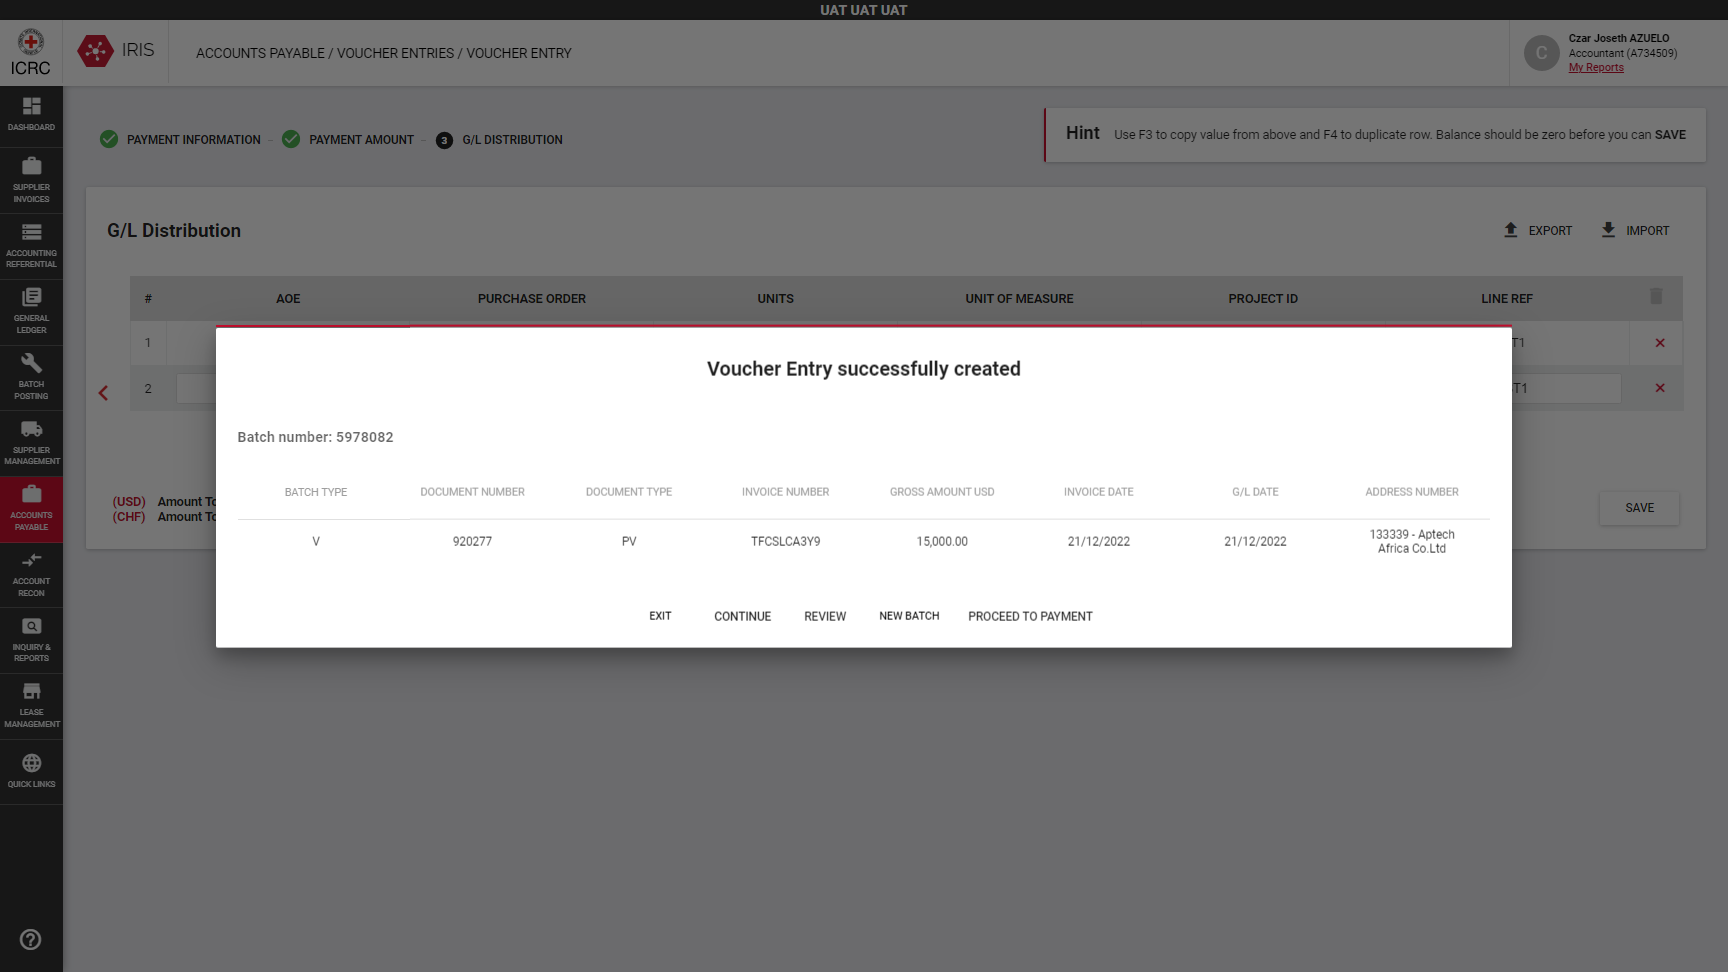 UAT UAT UAT
ICRC
IRIS
ACCOUNTS PAYABLE / VOUCHER ENTRIES / VOUCHER ENTRY
C
Czar Joseth AZUELO
Accountant (A734509)
My Reports
DASHBOARD
SUPPLIER
INVOICES
ACCOUNTING
REFERENTIAL
GENERAL
LEDGER
BATCH
POSTING
SUPPLIER
MANAGEMENT
ACCOUNTS
PAYABLE
ACCOUNT
RECON
INQUIRY &
REPORTS
LEASE
MANAGEMENT
QUICK LINKS
PAYMENT INFORMATION
PAYMENT AMOUNT
3 G/L DISTRIBUTION
Hint Use F3 to copy value from above and F4 to duplicate row. Balance should be zero before you can SAVE
G/L Distribution
EXPORT IMPORT
# AOE PURCHASE ORDER UNITS UNIT OF MEASURE PROJECT ID LINE REF
1 T1
2 T1
(USD) Amount To
(CHF) Amount To
SAVE
Voucher Entry successfully created
Batch number: 5978082
BATCH TYPE DOCUMENT NUMBER DOCUMENT TYPE INVOICE NUMBER GROSS AMOUNT USD INVOICE DATE G/L DATE ADDRESS NUMBER
V 920277 PV TFCSLCA3Y9 15,000.00 21/12/2022 21/12/2022 133339 - Aptech
Africa Co.Ltd
EXIT CONTINUE REVIEW NEW BATCH PROCEED TO PAYMENT